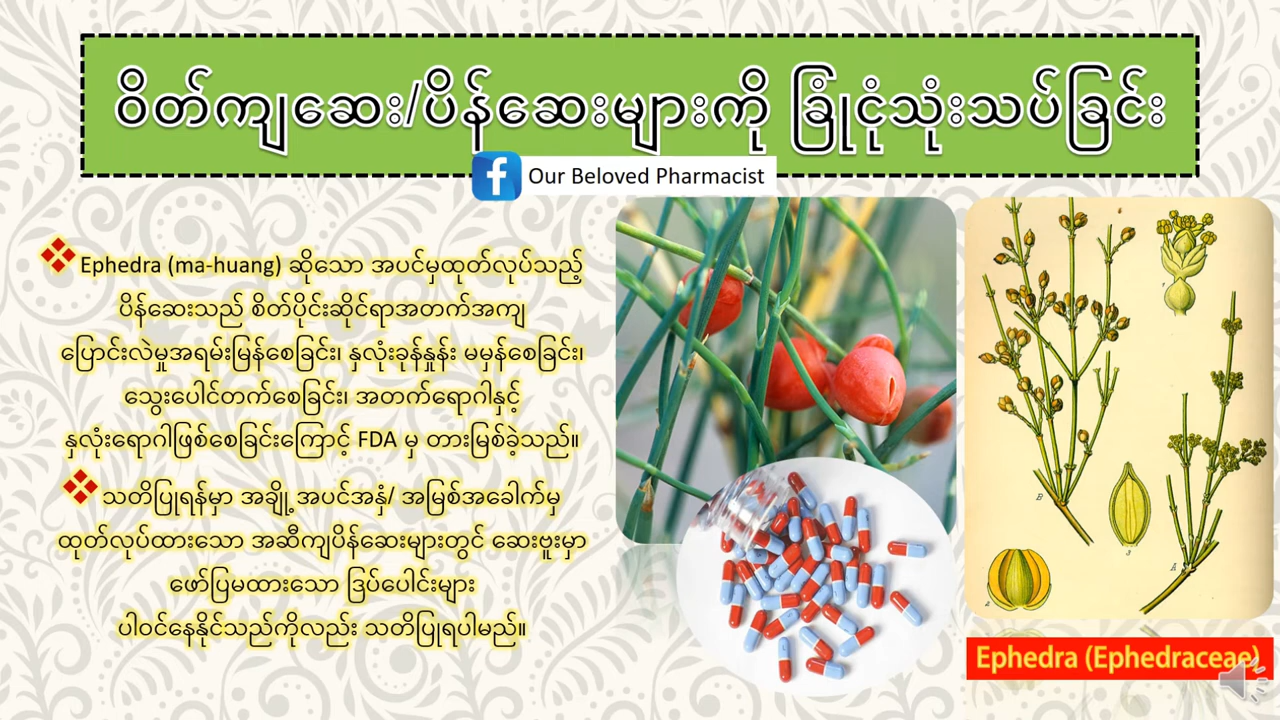 ဝိတ်ကျဆေး/ပိန်ဆေးများကို ခြုံငုံသုံးသပ်ခြင်း
Our Beloved Pharmacist
Ephedra (ma-huang) ဆိုသော အပင်မှထုတ်လုပ်သည့်
ပိန်ဆေးသည် စိတ်ပိုင်းဆိုင်ရာအတက်အကျ
ပြောင်းလဲမှုအရမ်းမြန်စေခြင်း၊ နှလုံးခုန်နှုန်း မမှန်စေခြင်း၊
သွေးပေါင်တက်စေခြင်း၊ အတက်ရောဂါနှင့်
နှလုံးရောဂါဖြစ်စေခြင်းကြောင့် FDA မှ တားမြစ်ခဲ့သည်။
သတိပြုရန်မှာ အချို့အပင်အနှံ/ အမြစ်အခေါက်မှ
ထုတ်လုပ်ထားသော အဆီကျပိန်ဆေးများတွင် ဆေးဗူးမှာ
ဖော်ပြမထားသော ဒြပ်ပေါင်းများ
ပါဝင်နေနိုင်သည်ကိုလည်း သတိပြုရပါမည်။
Ephedra (Ephedraceae)